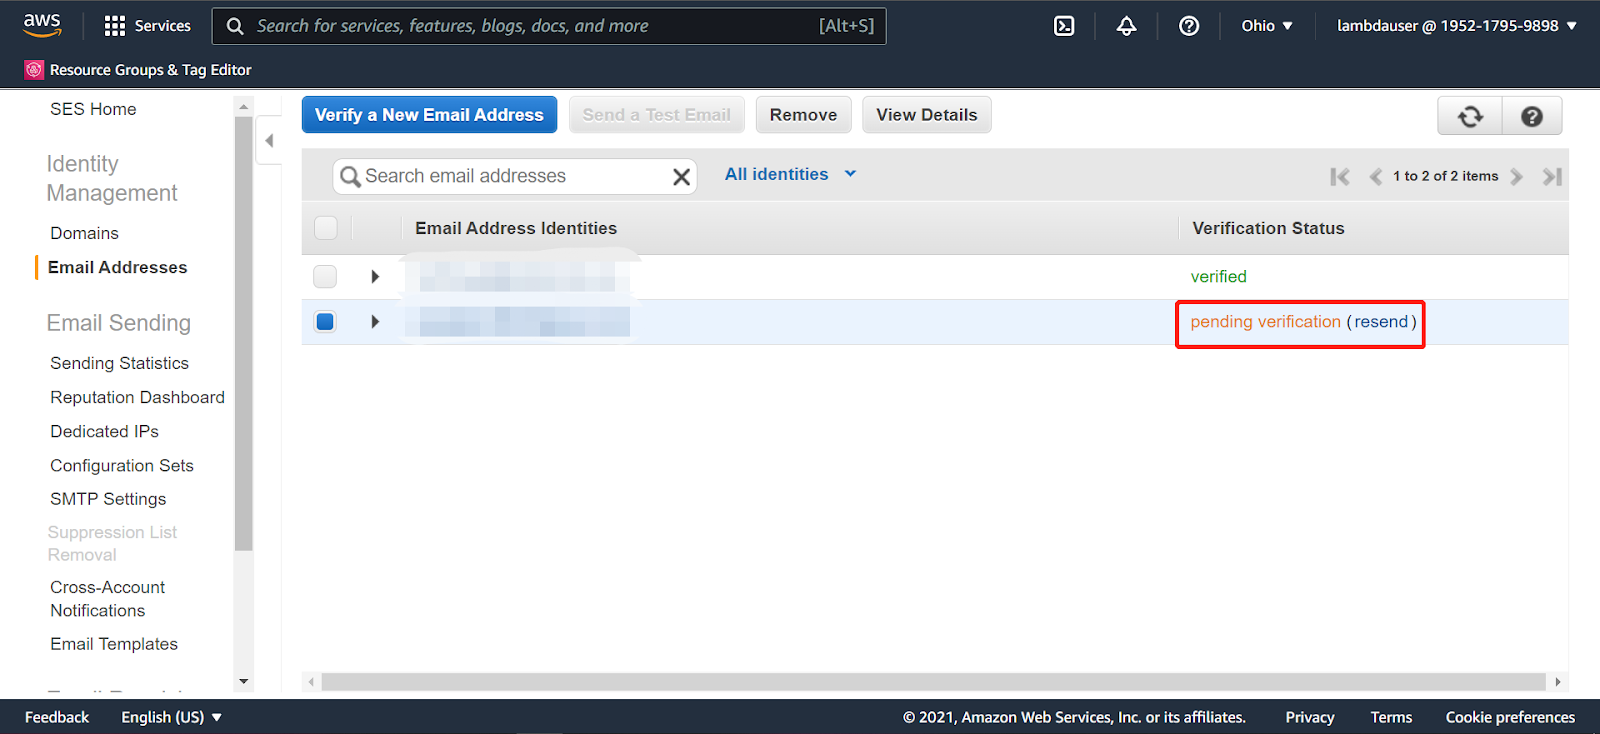 aws
Services
Search for services, features, blogs, docs, and more [Alt+S]
Ohio
lambdauser @ 1952-1795-9898
Resource Groups & Tag Editor
SES Home
Identity
Management
Domains
Email Addresses
Email Sending
Sending Statistics
Reputation Dashboard
Dedicated IPs
Configuration Sets
SMTP Settings
Suppression List
Removal
Cross-Account
Notifications
Email Templates
Verify a New Email Address
Send a Test Email
Remove
View Details
Search email addresses
All identities
1 to 2 of 2 items
Email Address Identities
Verification Status
verified
pending verification (resend)
Feedback
English (US)
© 2021, Amazon Web Services, Inc. or its affiliates.
Privacy
Terms
Cookie preferences